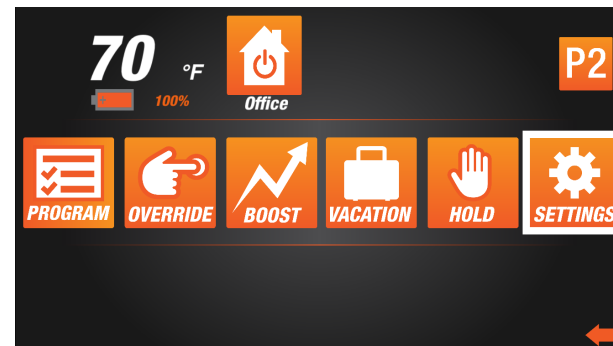 70 °F
P2
100%
Office
PROGRAM
OVERRIDE
BOOST
VACATION
HOLD
SETTINGS